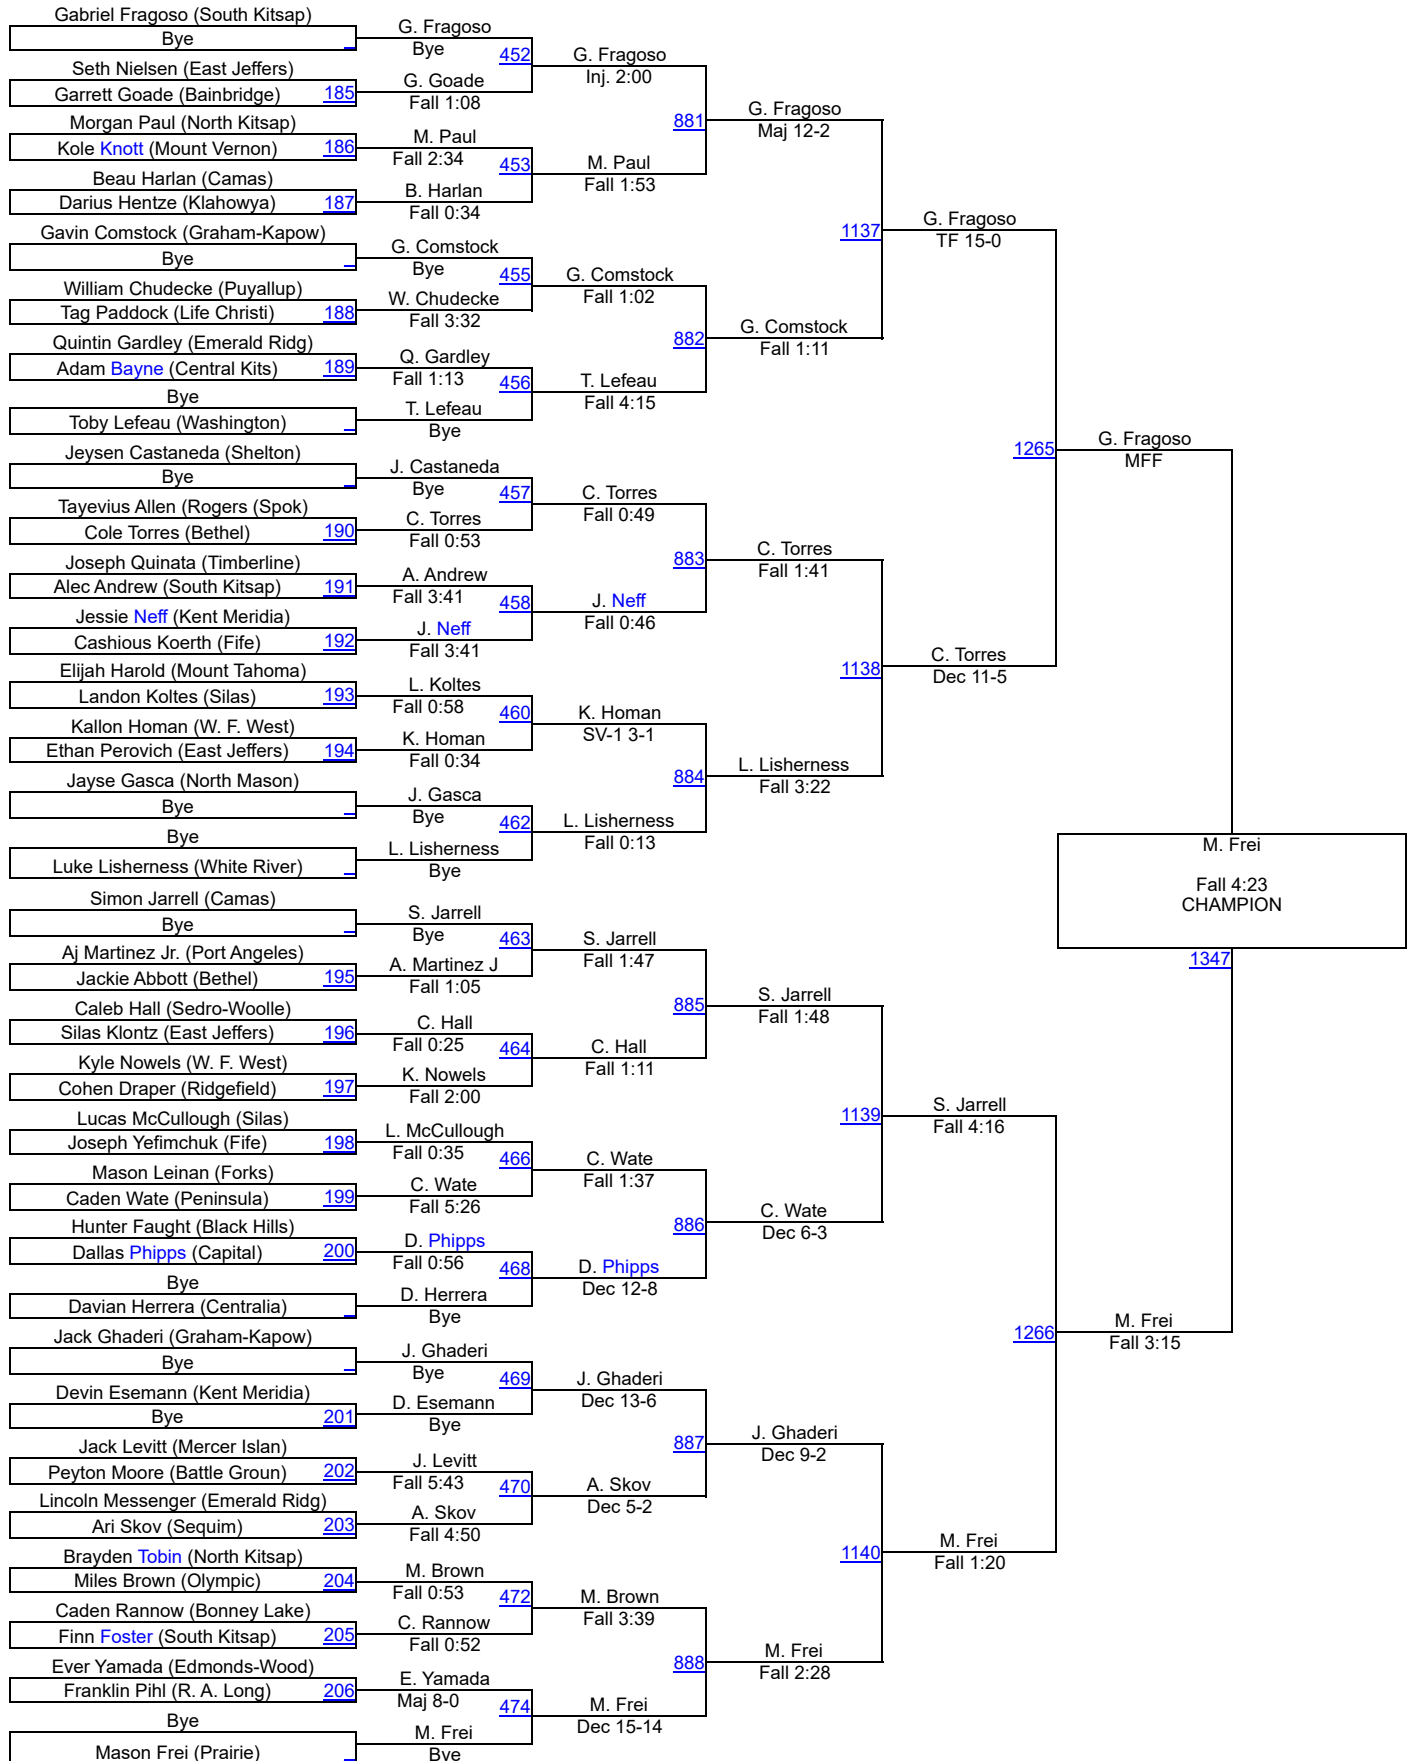 Gabriel Fragoso (South Kitsap)
Bye
Seth Nielsen (East Jeffers)
Garrett Goade (Bainbridge) 185
Morgan Paul (North Kitsap)
Kole Knott (Mount Vernon) 186
Beau Harlan (Camas)
Darius Hentze (Klahowya) 187
Gavin Comstock (Graham-Kapow)
Bye
William Chudecke (Puyallup)
Tag Paddock (Life Christi) 188
Quintin Gardley (Emerald Ridg)
Adam Bayne (Central Kits) 189
Bye
Toby Lefeau (Washington)
Jeysen Castaneda (Shelton)
Bye
Tayevius Allen (Rogers (Spok)
Cole Torres (Bethel) 190
Joseph Quinata (Timberline)
Alec Andrew (South Kitsap) 191
Jessie Neff (Kent Meridia)
Cashious Koerth (Fife) 192
Elijah Harold (Mount Tahoma)
Landon Koltes (Silas) 193
Kallon Homan (W. F. West)
Ethan Perovich (East Jeffers) 194
Jayse Gasca (North Mason)
Bye
Bye
Luke Lisherness (White River)
Simon Jarrell (Camas)
Bye
Aj Martinez Jr. (Port Angeles)
Jackie Abbott (Bethel) 195
Caleb Hall (Sedro-Woolle)
Silas Klontz (East Jeffers) 196
Kyle Nowels (W. F. West)
Cohen Draper (Ridgefield) 197
Lucas McCullough (Silas)
Joseph Yefimchuk (Fife) 198
Mason Leinan (Forks)
Caden Wate (Peninsula) 199
Hunter Faught (Black Hills)
Dallas Phipps (Capital) 200
Bye
Davian Herrera (Centralia)
Jack Ghaderi (Graham-Kapow)
Bye
Devin Esemann (Kent Meridia)
Bye 201
Jack Levitt (Mercer Islan)
Peyton Moore (Battle Groun) 202
Lincoln Messenger (Emerald Ridg)
Ari Skov (Sequim) 203
Brayden Tobin (North Kitsap)
Miles Brown (Olympic) 204
Caden Rannow (Bonney Lake)
Finn Foster (South Kitsap) 205
Ever Yamada (Edmonds-Wood)
Franklin Pihl (R. A. Long) 206
Bye
Mason Frei (Prairie)
G. Fragoso
Bye
452
G. Goade
Fall 1:08
M. Paul
Fall 2:34
453
B. Harlan
Fall 0:34
G. Comstock
Bye
455
W. Chudecke
Fall 3:32
Q. Gardley
Fall 1:13
456
T. Lefeau
Bye
J. Castaneda
Bye
457
C. Torres
Fall 0:53
A. Andrew
Fall 3:41
458
J. Neff
Fall 3:41
L. Koltes
Fall 0:58
460
K. Homan
Fall 0:34
J. Gasca
Bye
462
L. Lisherness
Bye
S. Jarrell
Bye
463
A. Martinez J
Fall 1:05
C. Hall
Fall 0:25
464
K. Nowels
Fall 2:00
L. McCullough
Fall 0:35
466
C. Wate
Fall 5:26
D. Phipps
Fall 0:56
468
D. Herrera
Bye
J. Ghaderi
Bye
469
D. Esemann
Bye
J. Levitt
Fall 5:43
470
A. Skov
Fall 4:50
M. Brown
Fall 0:53
472
C. Rannow
Fall 0:52
E. Yamada
Maj 8-0
474
M. Frei
Bye
G. Fragoso
Inj. 2:00
881
M. Paul
Fall 1:53
G. Comstock
Fall 1:02
882
T. Lefeau
Fall 4:15
C. Torres
Fall 0:49
883
J. Neff
Fall 0:46
K. Homan
SV-1 3-1
884
L. Lisherness
Fall 0:13
S. Jarrell
Fall 1:47
885
C. Hall
Fall 1:11
C. Wate
Fall 1:37
886
D. Phipps
Dec 12-8
J. Ghaderi
Dec 13-6
887
A. Skov
Dec 5-2
M. Brown
Fall 3:39
888
M. Frei
Dec 15-14
G. Fragoso
Maj 12-2
1137
G. Comstock
Fall 1:11
C. Torres
Fall 1:41
1138
L. Lisherness
Fall 3:22
S. Jarrell
Fall 1:48
1139
C. Wate
Dec 6-3
J. Ghaderi
Dec 9-2
1140
M. Frei
Fall 2:28
G. Fragoso
TF 15-0
1265
C. Torres
Dec 11-5
S. Jarrell
Fall 4:16
1266
M. Frei
Fall 1:20
G. Fragoso
MFF
M. Frei
Fall 3:15
M. Frei
Fall 4:23
CHAMPION
1347